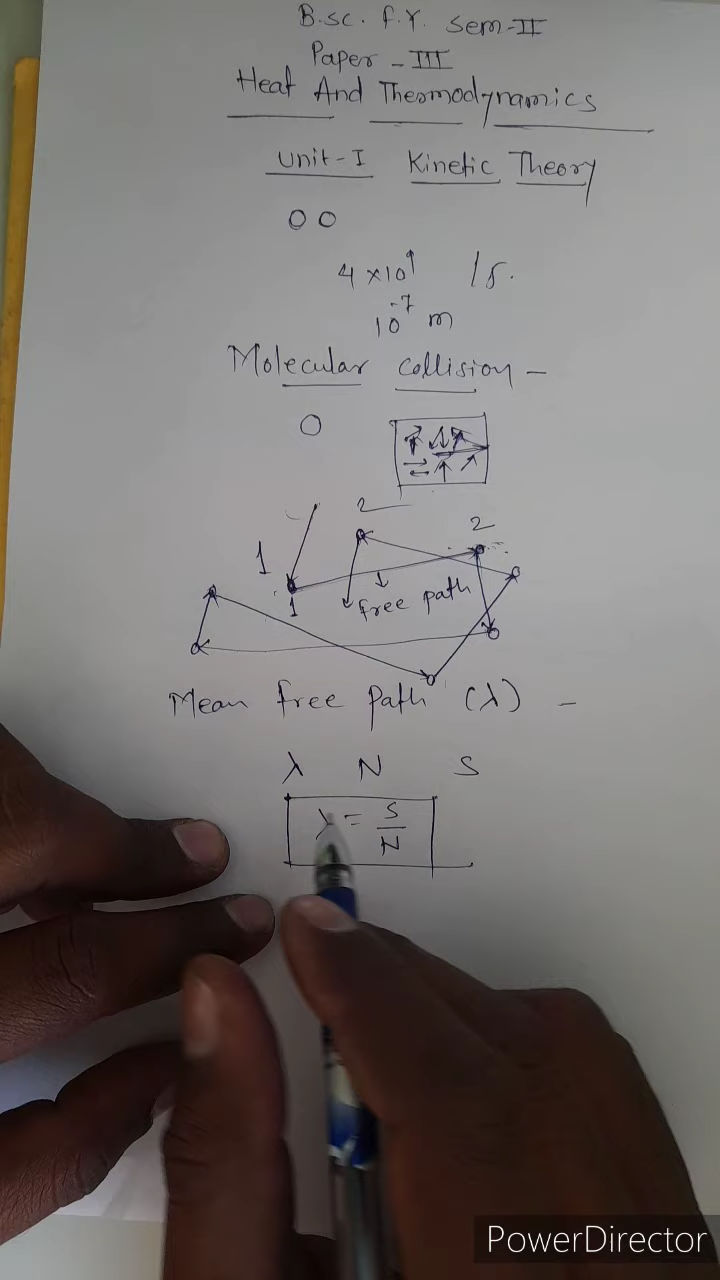 B.sc. F.Y. Sem-II
Paper - III
Heat And Thermodynamics
Unit-I Kinetic Theory
4 × 10⁹ 1s.
10⁻⁷ m
Molecular Collision -
2
2
1
1
free path
Mean free Path (λ) -
λ N S
λ = S/N
PowerDirector